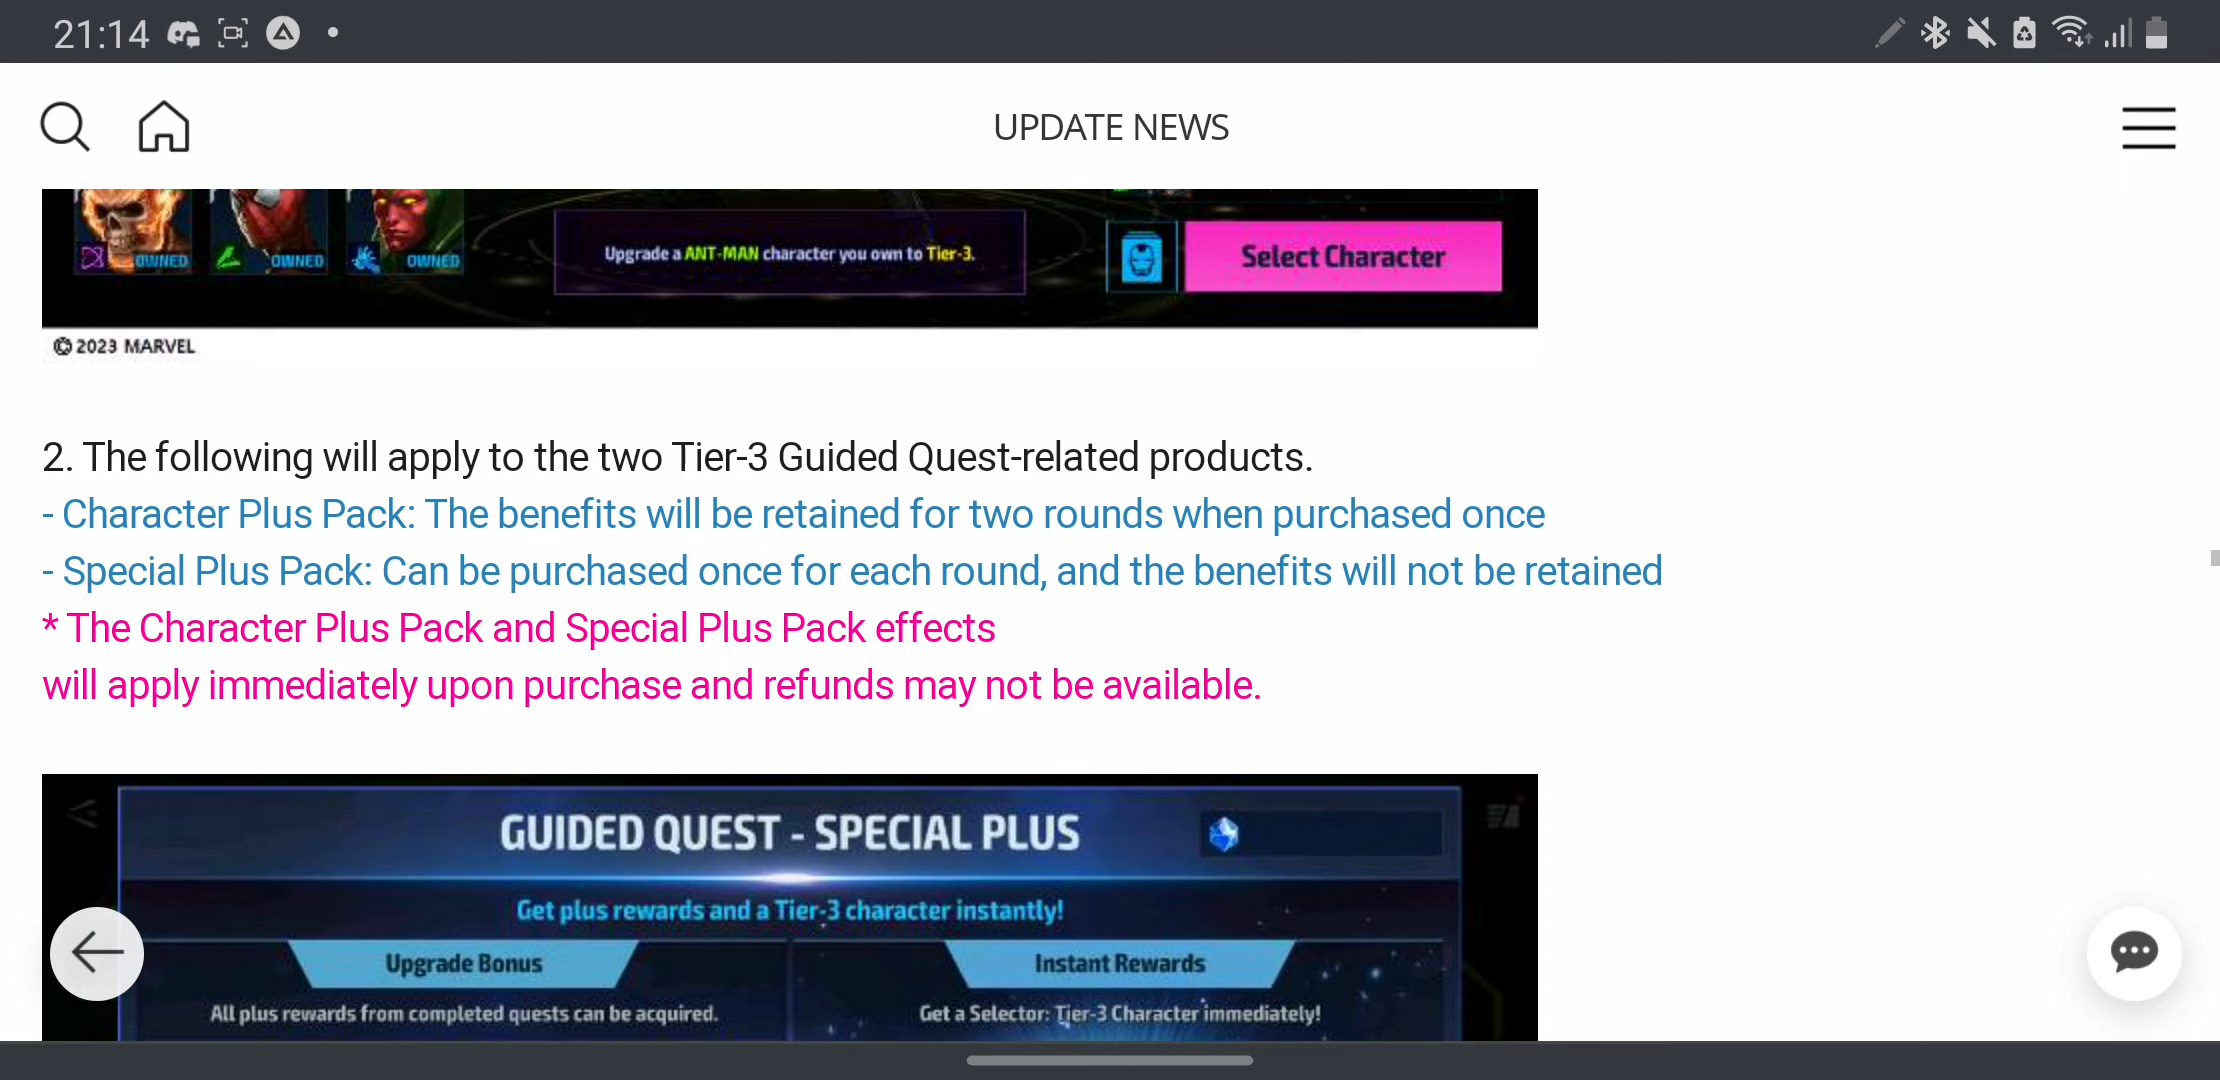 21:14
UPDATE NEWS
OWNED OWNED OWNED
Upgrade a ANT-MAN character you own to Tier-3.
Select Character
© 2023 MARVEL
2. The following will apply to the two Tier-3 Guided Quest-related products.
- Character Plus Pack: The benefits will be retained for two rounds when purchased once
- Special Plus Pack: Can be purchased once for each round, and the benefits will not be retained
* The Character Plus Pack and Special Plus Pack effects
will apply immediately upon purchase and refunds may not be available.
GUIDED QUEST - SPECIAL PLUS
Get plus rewards and a Tier-3 character instantly!
Upgrade Bonus
Instant Rewards
All plus rewards from completed quests can be acquired.
Get a Selector: Tier-3 Character immediately!